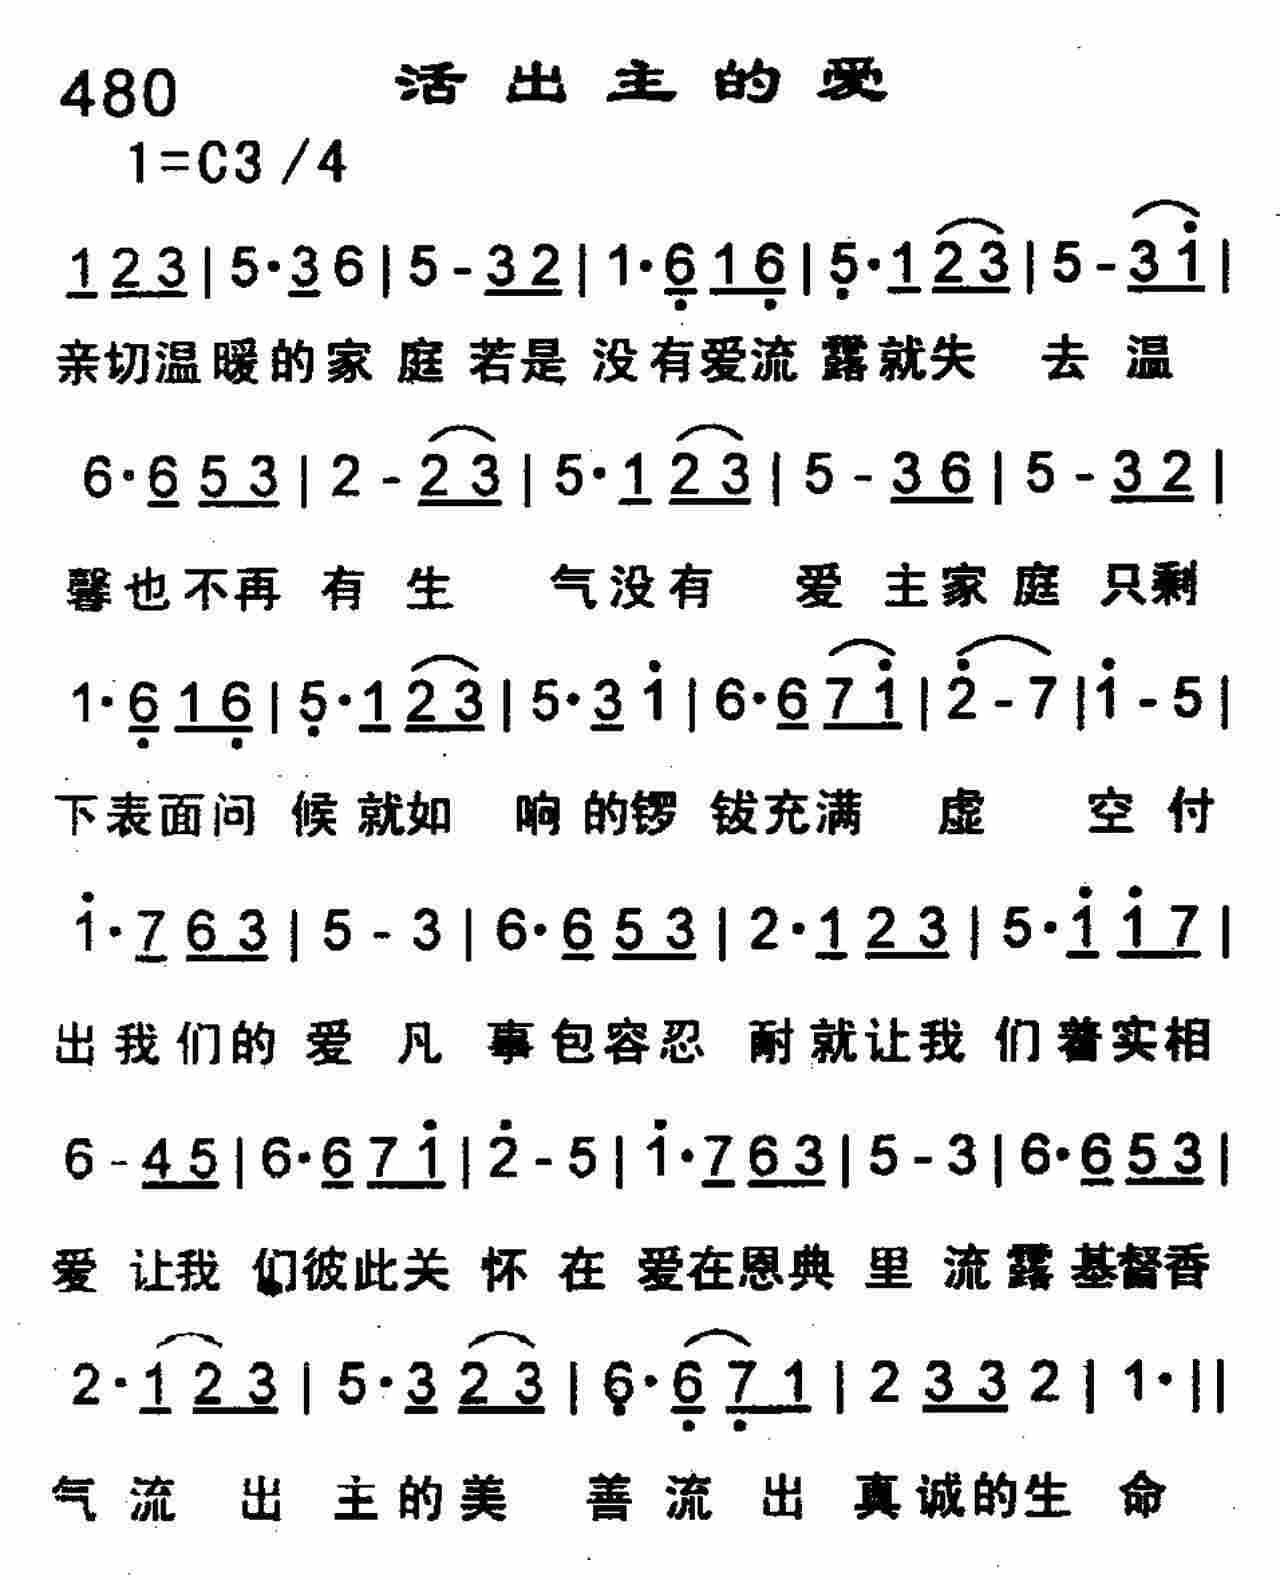 480 活出主的爱
1=C3/4
1 2 3 | 5·3 6 | 5 - 3 2 | 1·6̣ 1 6̣ | 5̣·1 2 3 | 5 - 3 1̇ |
亲切温暖的家庭若是没有爱流露就失去温
6·6 5 3 | 2 - 2 3 | 5·1 2 3 | 5 - 3 6 | 5 - 3 2 |
馨也不再有生气没有爱主家庭只剩
1·6̣ 1 6̣ | 5̣·1 2 3 | 5·3 1̇ | 6·6 7 1̇ | 2̇ - 7 | 1̇ - 5 |
下表面问候就如响的锣钹充满虚空付
1̇·7 6 3 | 5 - 3 | 6·6 5 3 | 2·1 2 3 | 5·1̇ 1̇ 7 |
出我们的爱凡事包容忍耐就让我们着实相
6 - 4 5 | 6·6 7 1̇ | 2̇ - 5 | 1̇·7 6 3 | 5 - 3 | 6·6 5 3 |
爱让我们彼此关怀在爱在恩典里流露基督香
2·1 2 3 | 5·3 2 3 | 6̣·6̣ 7̣ 1 | 2 3 3 2 | 1· ||
气流出主的美善流出真诚的生命